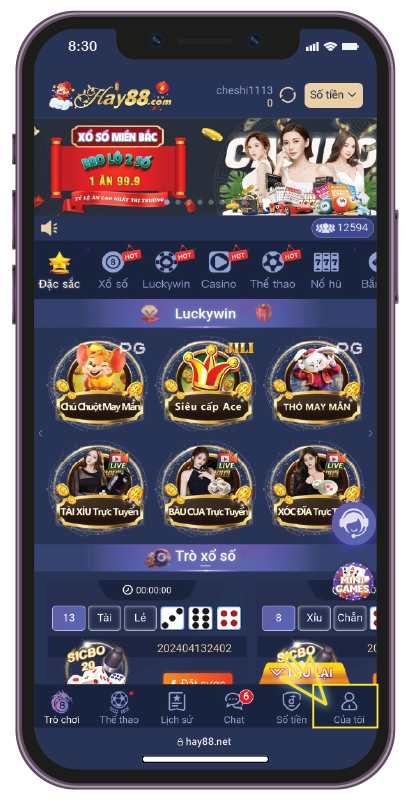 8:30
Hay88.com
cheshi1113
0
Số tiền
XỔ SỐ MIỀN BẮC
BAO LÔ 2 SỐ
1 ĂN 99.9
TỶ LỆ ĂN CAO NHẤT THỊ TRƯỜNG
12594
HOT HOT HOT HOT
Đặc sắc Xổ số Luckywin Casino Thể thao Nổ hũ
Luckywin
PG JILI PG
Chú Chuột May Mắn Siêu cấp Ace THỎ MAY MẮN
LIVE LIVE LIVE
TÀI XỈU Trực Tuyến BẦU CUA Trực Tuyến XÓC ĐĨA Trực Tuyến
Trò xổ số
MINI
GAMES
00:00:00
13 Tài Lẻ 8 Xỉu Chẵn
202404132402
SICBO
20
Đặt cược
SICBO
LẠI
Trò chơi Thể thao Lịch sử Chat 6 Số tiền Của tôi
hay88.net